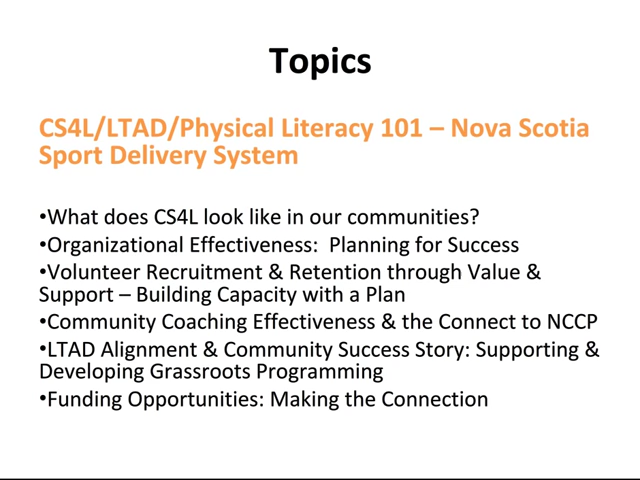 Topics
CS4L/LTAD/Physical Literacy 101 – Nova Scotia
Sport Delivery System
•What does CS4L look like in our communities?
•Organizational Effectiveness:  Planning for Success
•Volunteer Recruitment & Retention through Value &
Support – Building Capacity with a Plan
•Community Coaching Effectiveness & the Connect to NCCP
•LTAD Alignment & Community Success Story: Supporting &
Developing Grassroots Programming
•Funding Opportunities: Making the Connection